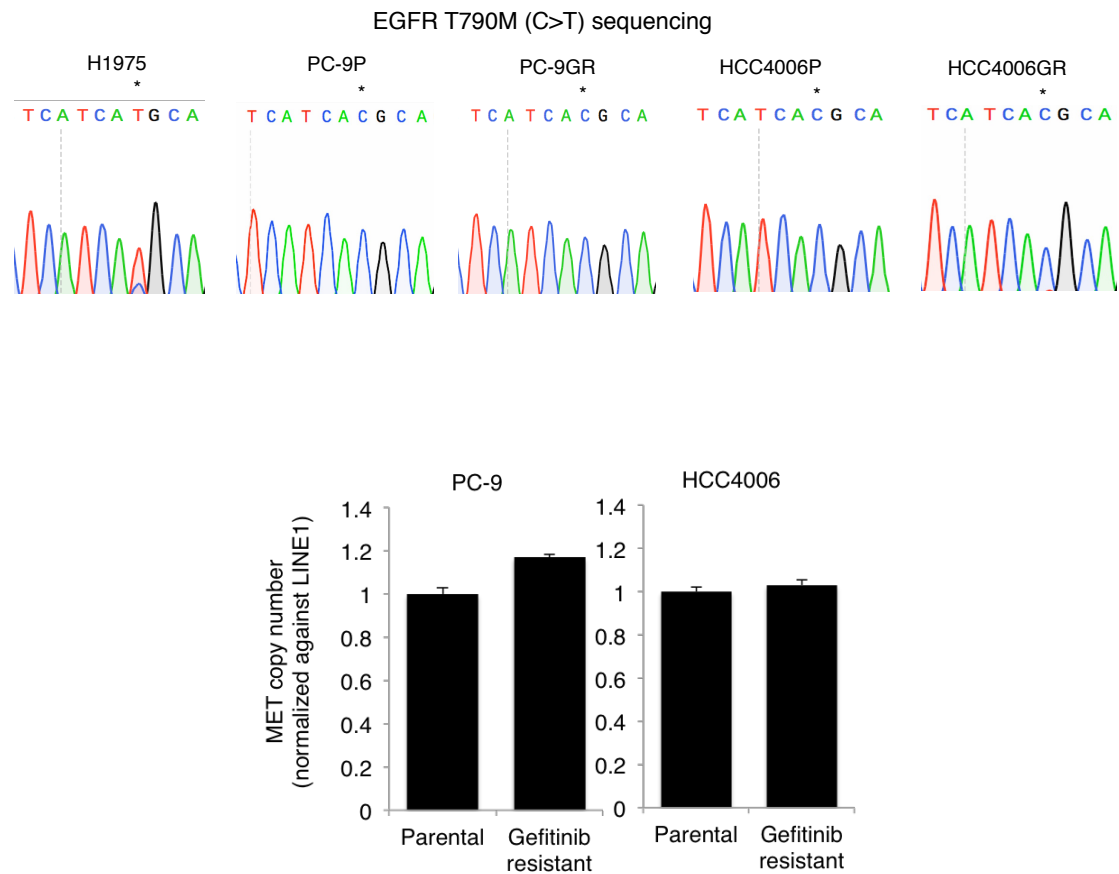 EGFR T790M (C>T) sequencing
H1975
*
TCATCATGCA
PC-9P
*
TCATCACGCA
PC-9GR
*
TCATCACGCA
HCC4006P
*
TCATCACGCA
HCC4006GR
*
TCATCACGCA
MET copy number
(normalized against LINE1)
PC-9
1.4
1.2
1
0.8
0.6
0.4
0.2
0
Parental
Gefitinib
resistant
HCC4006
1.4
1.2
1
0.8
0.6
0.4
0.2
0
Parental
Gefitinib
resistant